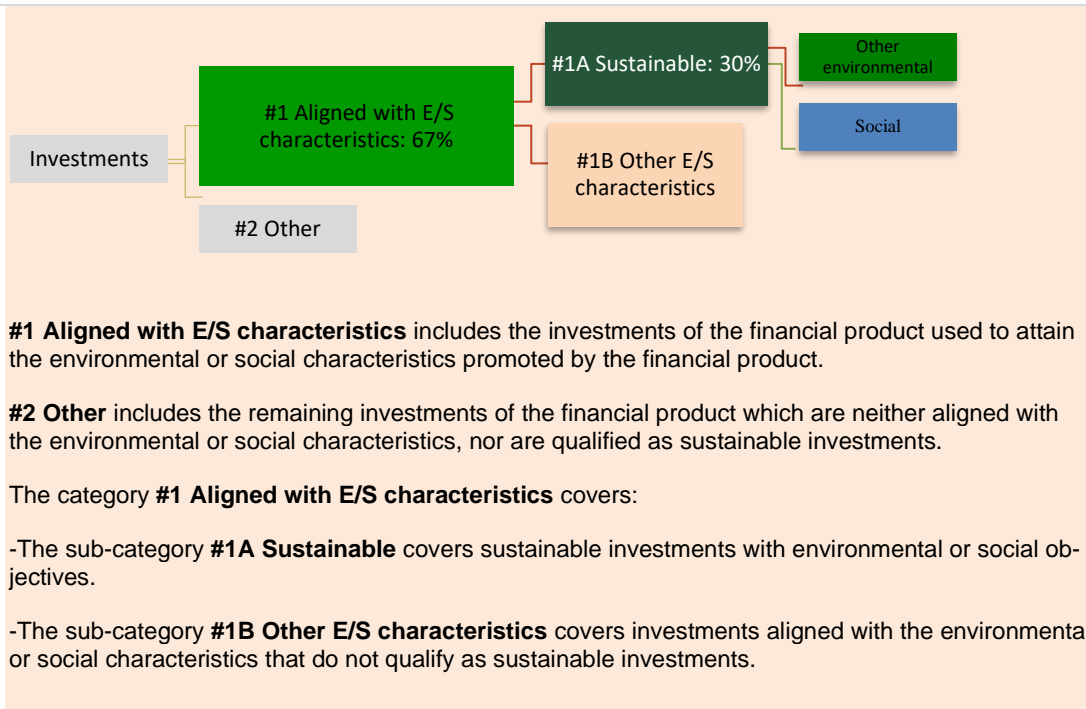 Other
environmental
#1A Sustainable: 30%
#1 Aligned with E/S
characteristics: 67%
Social
Investments
#1B Other E/S
characteristics
#2 Other
#1 Aligned with E/S characteristics includes the investments of the financial product used to attain
the environmental or social characteristics promoted by the financial product.
#2 Other includes the remaining investments of the financial product which are neither aligned with
the environmental or social characteristics, nor are qualified as sustainable investments.
The category #1 Aligned with E/S characteristics covers:
-The sub-category #1A Sustainable covers sustainable investments with environmental or social ob-
jectives.
-The sub-category #1B Other E/S characteristics covers investments aligned with the environmenta
or social characteristics that do not qualify as sustainable investments.